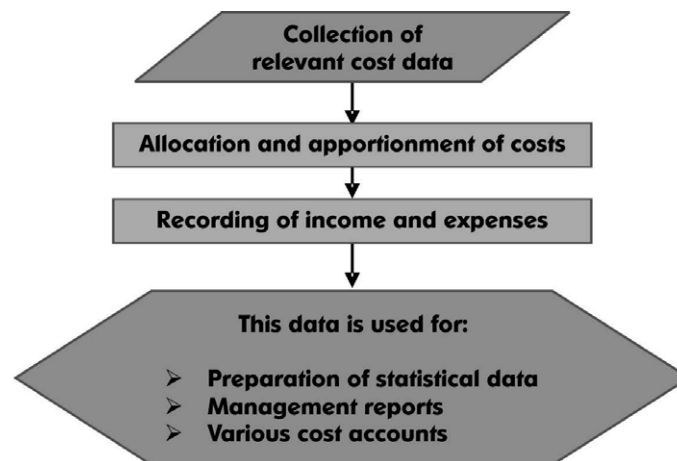 Collection of
relevant cost data
Allocation and apportionment of costs
Recording of income and expenses
This data is used for:
➢ Preparation of statistical data
➢ Management reports
➢ Various cost accounts